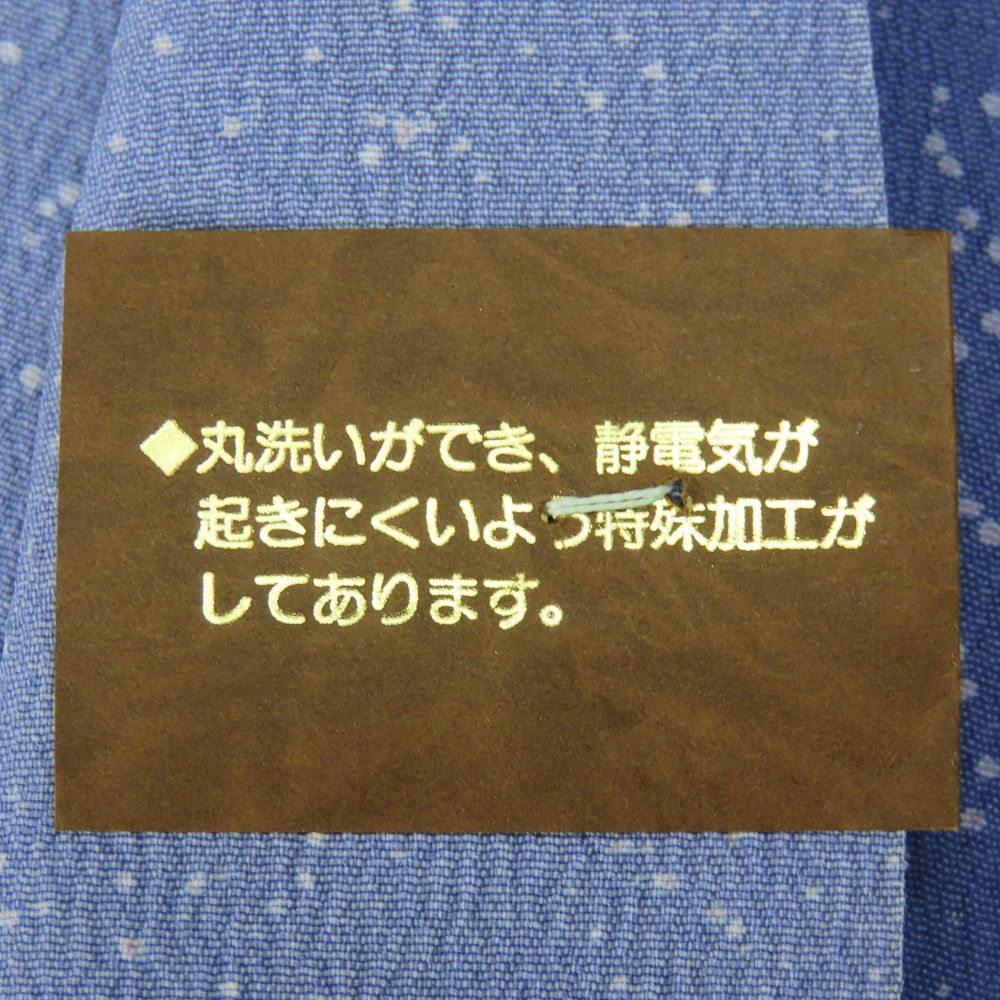 ◆丸洗いができ、静電気が
起きにくいよう特殊加工が
してあります。